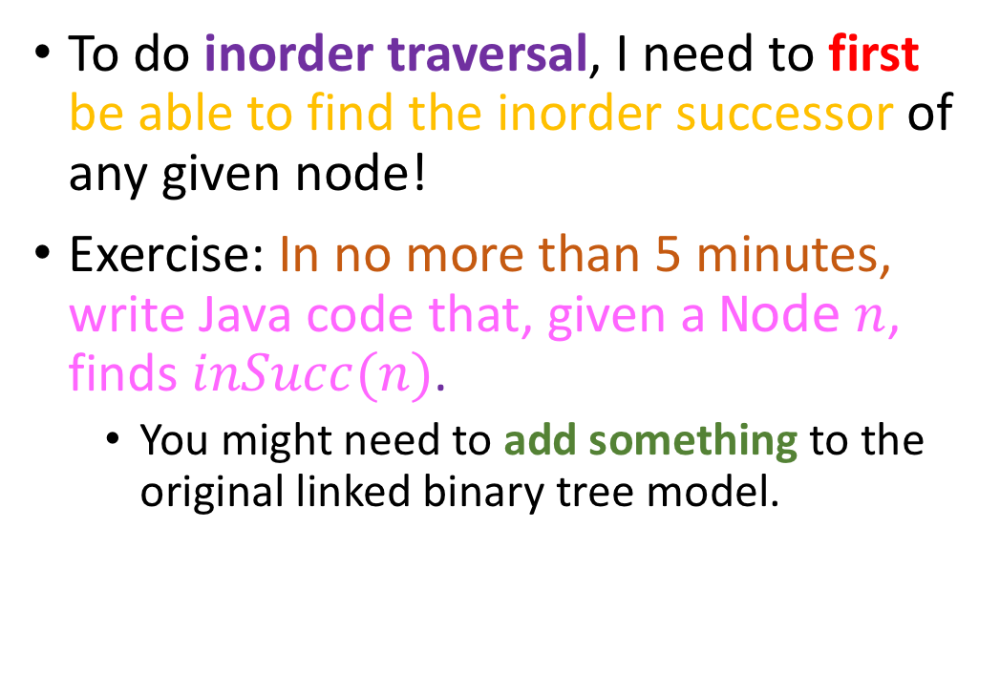 • To do inorder traversal, I need to first
be able to find the inorder successor of
any given node!
• Exercise: In no more than 5 minutes,
write Java code that, given a Node 𝑛,
finds 𝑖𝑛𝑆𝑢𝑐𝑐(𝑛).
• You might need to add something to the
original linked binary tree model.